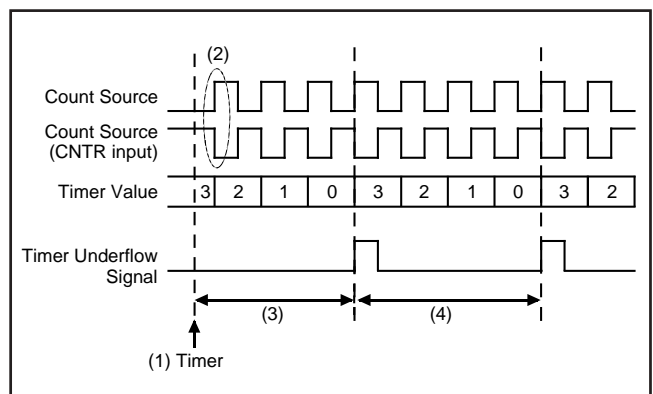 (2)
Count Source
Count Source
(CNTR input)
Timer Value 3 2 1 0 3 2 1 0 3 2
Timer Underflow
Signal
(3) (4)
(1) Timer